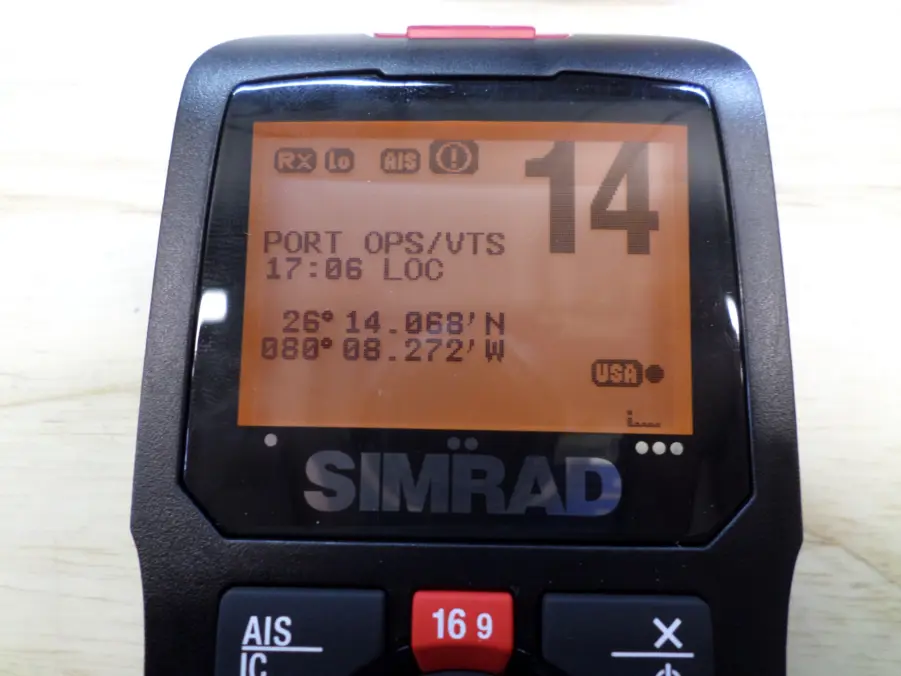 RX Lo AIS
14
PORT OPS/VTS
17:06 LOC
26° 14.068' N
080° 08.272' W
USA
SIMRAD
AIS
IC
16 9
X